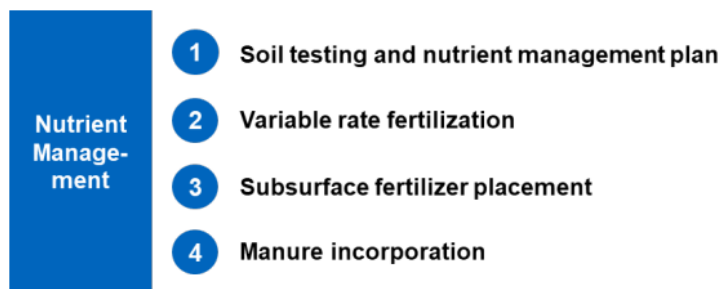 Nutrient
Manage-
ment
1 Soil testing and nutrient management plan
2 Variable rate fertilization
3 Subsurface fertilizer placement
4 Manure incorporation